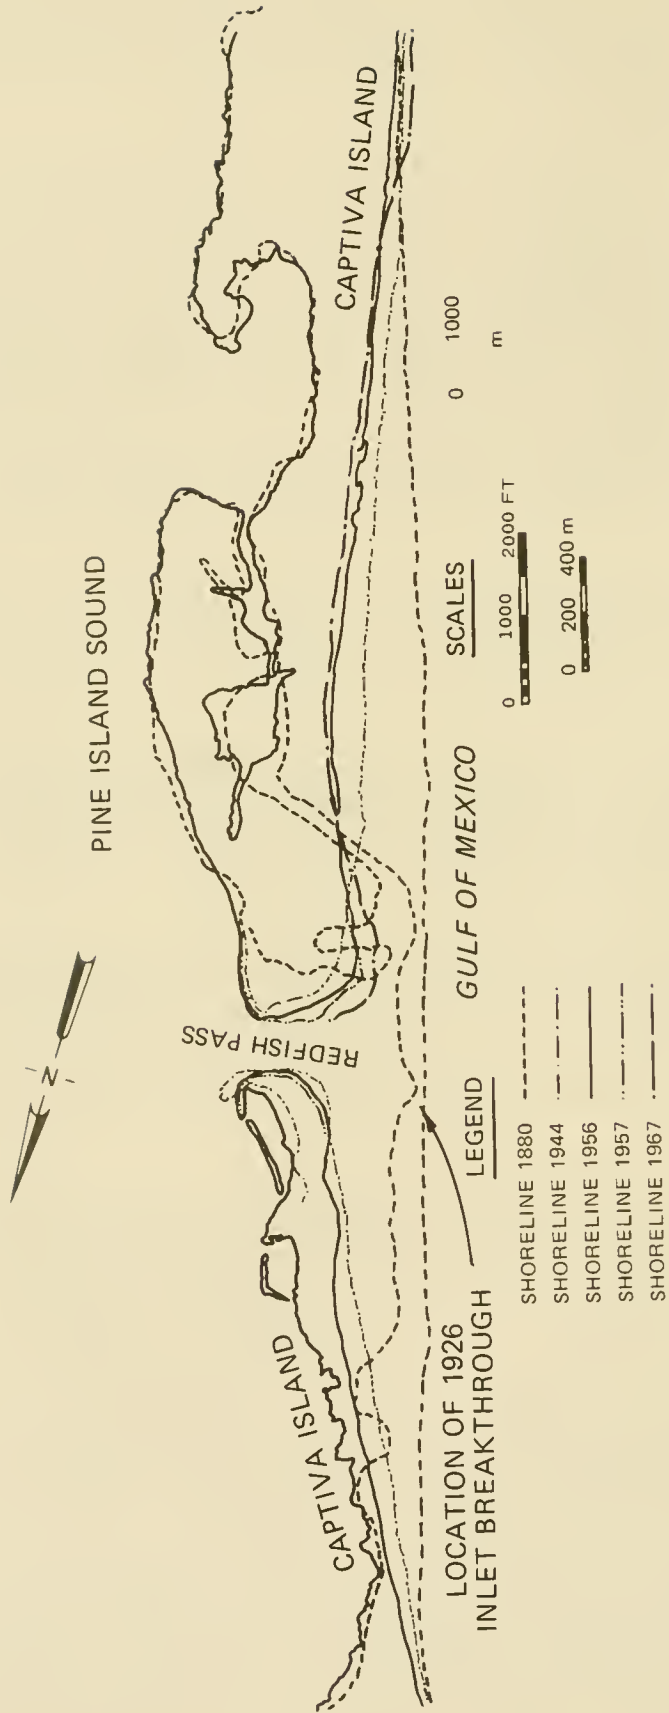 PINE ISLAND SOUND
N
CAPTIVA ISLAND
REDFISH PASS
CAPTIVA ISLAND
GULF OF MEXICO
LOCATION OF 1926
INLET BREAKTHROUGH
LEGEND
SHORELINE 1880
SHORELINE 1944
SHORELINE 1956
SHORELINE 1957
SHORELINE 1967
SCALES
0 1000 2000 FT
0 200 400 m
0 1000
m